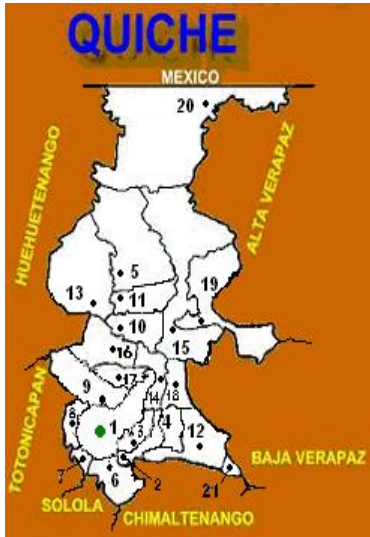 QUICHE
MEXICO
20
HUEHUETENANGO
ALTA VERAPAZ
5
19
13
11
10
15
16
17
9
14
18
TOTONICAPAN
8
1
3
4
12
BAJA VERAPAZ
7
6
2
21
SOLOLA
CHIMALTENANGO